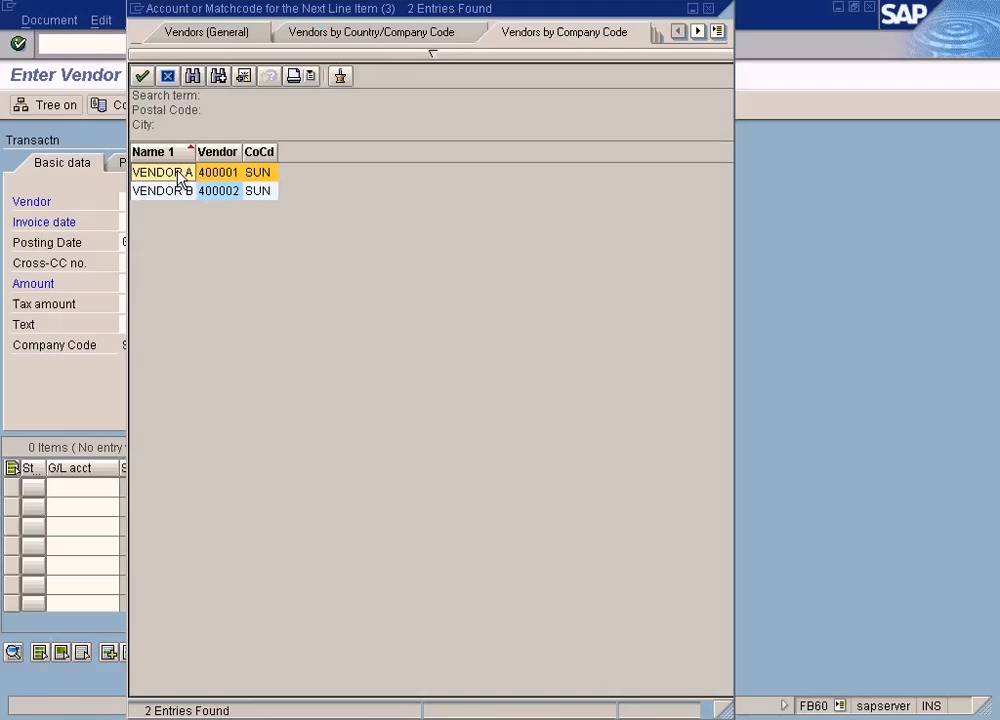 Account or Matchcode for the Next Line Item (3) 2 Entries Found
Document Edit
SAP
Vendors (General) Vendors by Country/Company Code Vendors by Company Code
Enter Vendor
Tree on
Search term:
Postal Code:
City:
Transactn
Basic data P
Name 1 Vendor CoCd
VENDOR A 400001 SUN
VENDOR B 400002 SUN
Vendor
Invoice date
Posting Date
Cross-CC no.
Amount
Tax amount
Text
Company Code
0 Items ( No entry
St... G/L acct S
2 Entries Found
FB60 sapserver INS